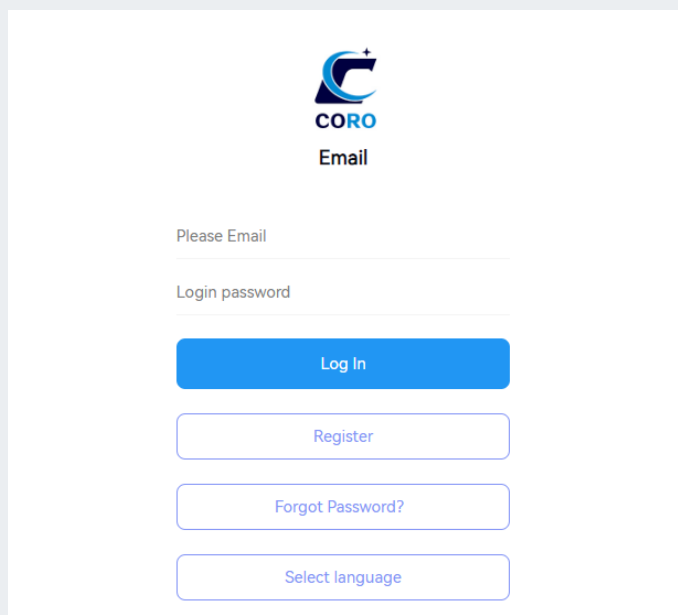 CORO
Email
Please Email
Login password
Log In
Register
Forgot Password?
Select language